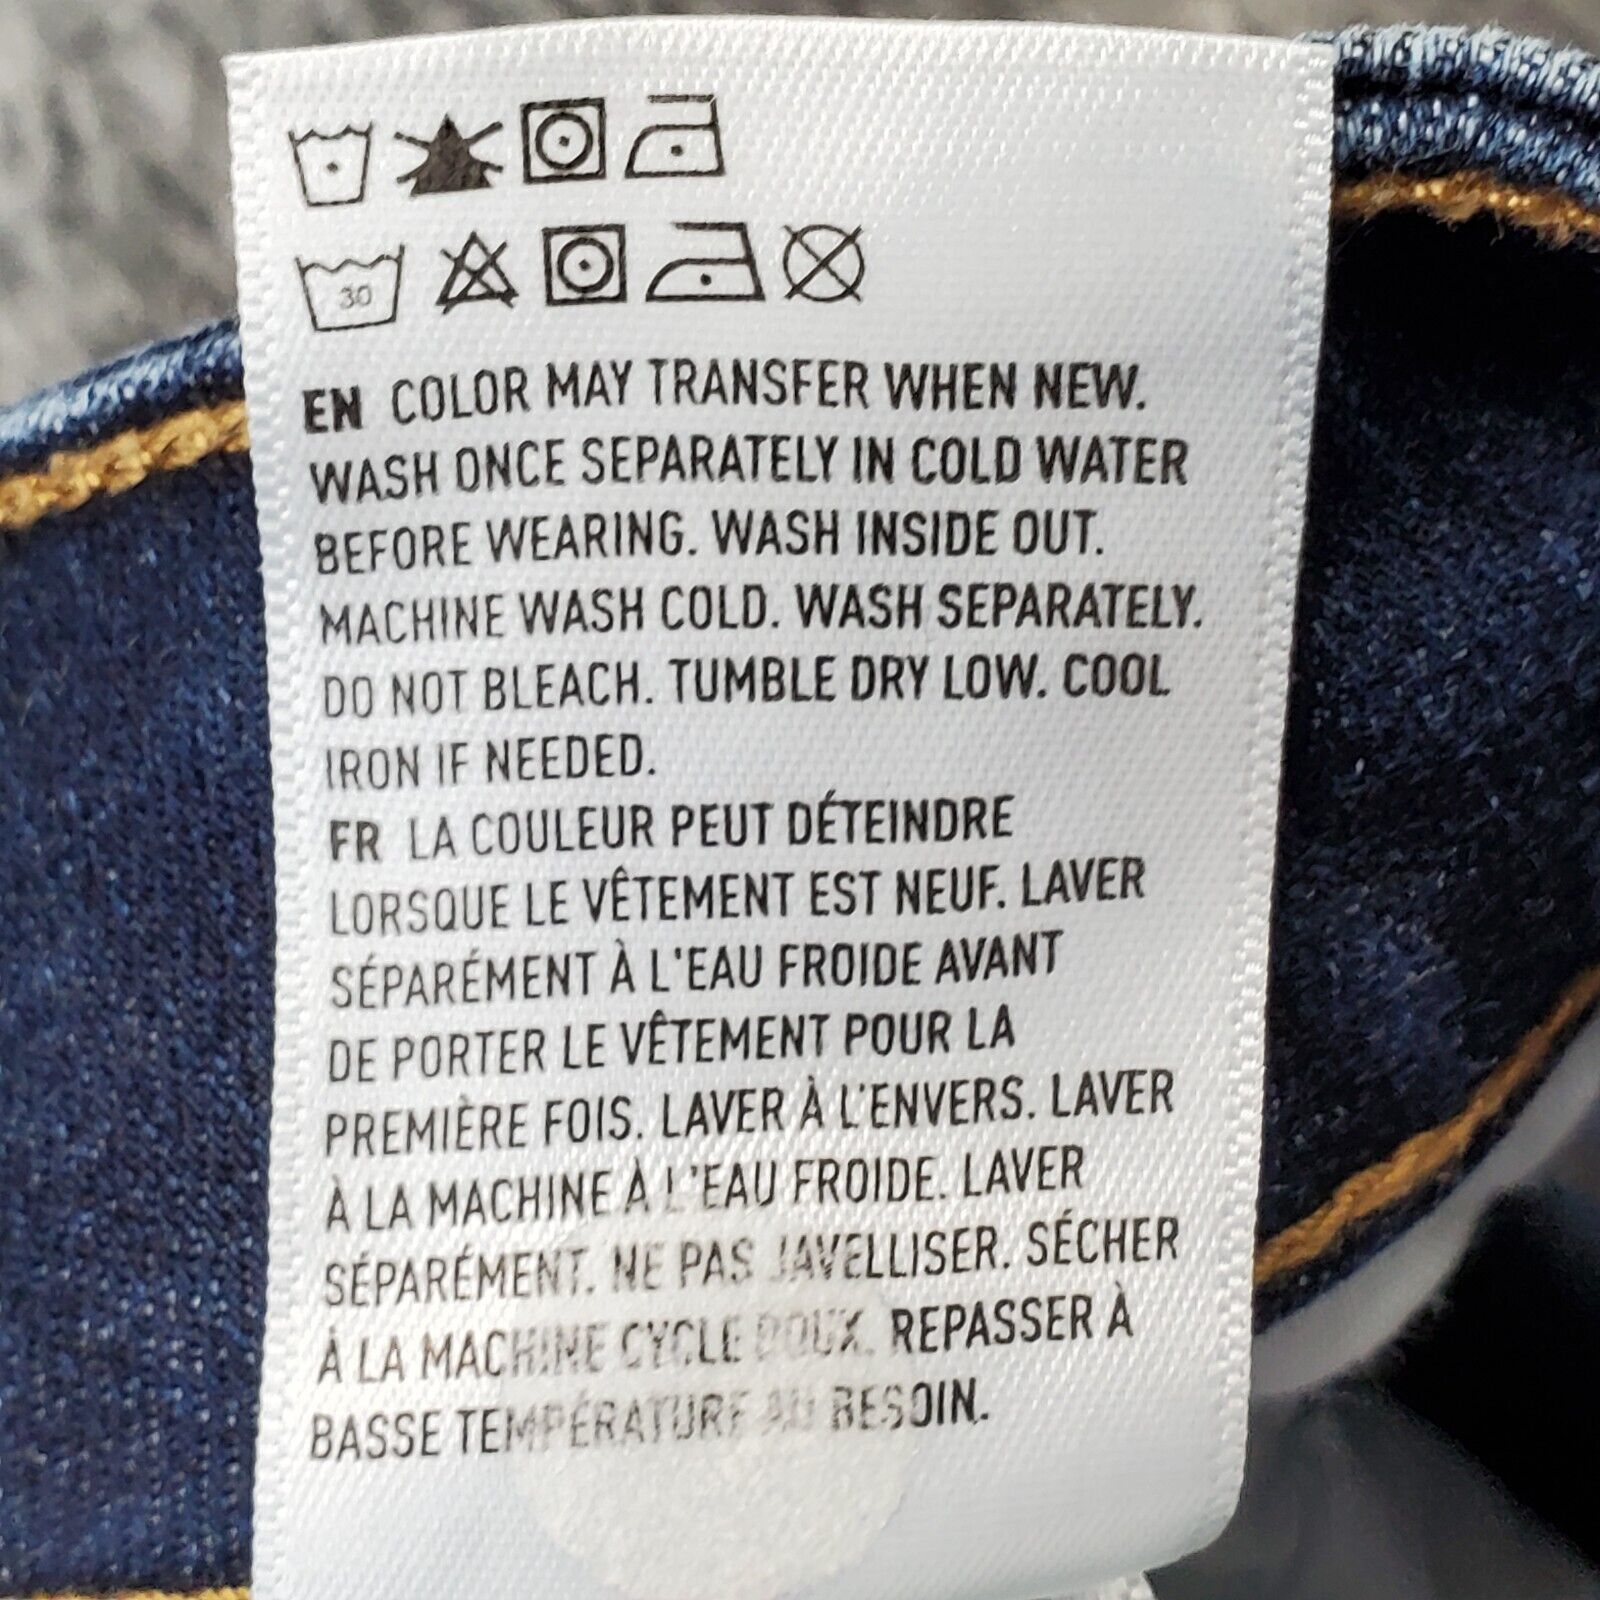 30
EN COLOR MAY TRANSFER WHEN NEW.
WASH ONCE SEPARATELY IN COLD WATER
BEFORE WEARING. WASH INSIDE OUT.
MACHINE WASH COLD. WASH SEPARATELY.
DO NOT BLEACH. TUMBLE DRY LOW. COOL
IRON IF NEEDED.
FR LA COULEUR PEUT DÉTEINDRE
LORSQUE LE VÊTEMENT EST NEUF. LAVER
SÉPARÉMENT À L'EAU FROIDE AVANT
DE PORTER LE VÊTEMENT POUR LA
PREMIÈRE FOIS. LAVER À L'ENVERS. LAVER
À LA MACHINE À L'EAU FROIDE. LAVER
SÉPARÉMENT. NE PAS JAVELLISER. SÉCHER
À LA MACHINE CYCLE DOUX. REPASSER À
BASSE TEMPÉRATURE AU BESOIN.